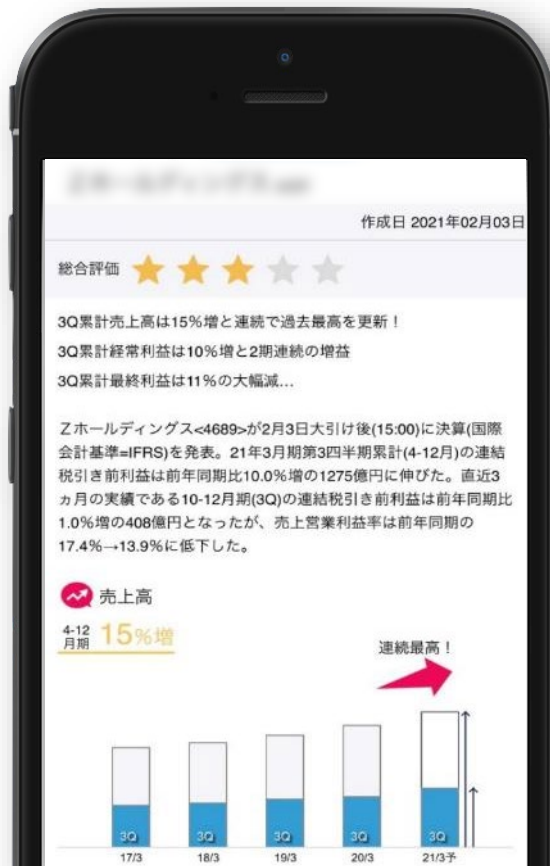 作成日 2021年02月03日
総合評価
3Q累計売上高は15%増と連続で過去最高を更新！
3Q累計経常利益は10%増と2期連続の増益
3Q累計最終利益は11%の大幅減…
Ｚホールディングス<4689>が2月3日大引け後(15:00)に決算(国際
会計基準=IFRS)を発表。21年3月期第3四半期累計(4-12月)の連結
税引き前利益は前年同期比10.0%増の1275億円に伸びた。直近3
ヵ月の実績である10-12月期(3Q)の連結税引き前利益は前年同期比
1.0%増の408億円となったが、売上営業利益率は前年同期の
17.4%→13.9%に低下した。
売上高
4-12
月期 15%増
連続最高！
3Q 3Q 3Q 3Q 3Q
17/3 18/3 19/3 20/3 21/3予